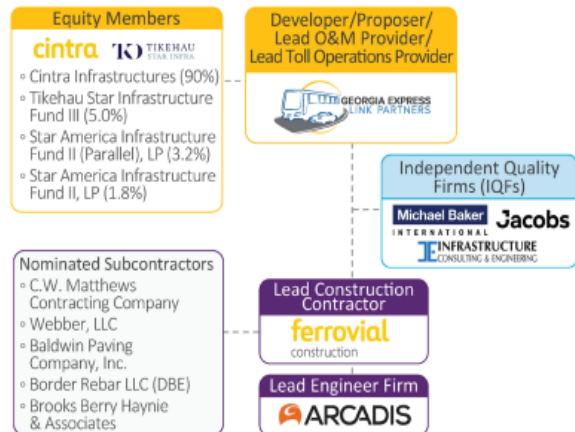 Equity Members
cintra
TK TIKEHAU
STAR INFRA
◦ Cintra Infrastructures (90%)
◦ Tikehau Star Infrastructure
Fund III (5.0%)
◦ Star America Infrastructure
Fund II (Parallel), LP (3.2%)
◦ Star America Infrastructure
Fund II, LP (1.8%)
Developer/Proposer/
Lead O&M Provider/
Lead Toll Operations Provider
GEORGIA EXPRESS
LINK PARTNERS
Independent Quality
Firms (IQFs)
Michael Baker
INTERNATIONAL
Jacobs
INFRASTRUCTURE
CONSULTING & ENGINEERING
Nominated Subcontractors
◦ C.W. Matthews
Contracting Company
◦ Webber, LLC
◦ Baldwin Paving
Company, Inc.
◦ Border Rebar LLC (DBE)
◦ Brooks Berry Haynie
& Associates
Lead Construction
Contractor
ferrovial
construction
Lead Engineer Firm
ARCADIS